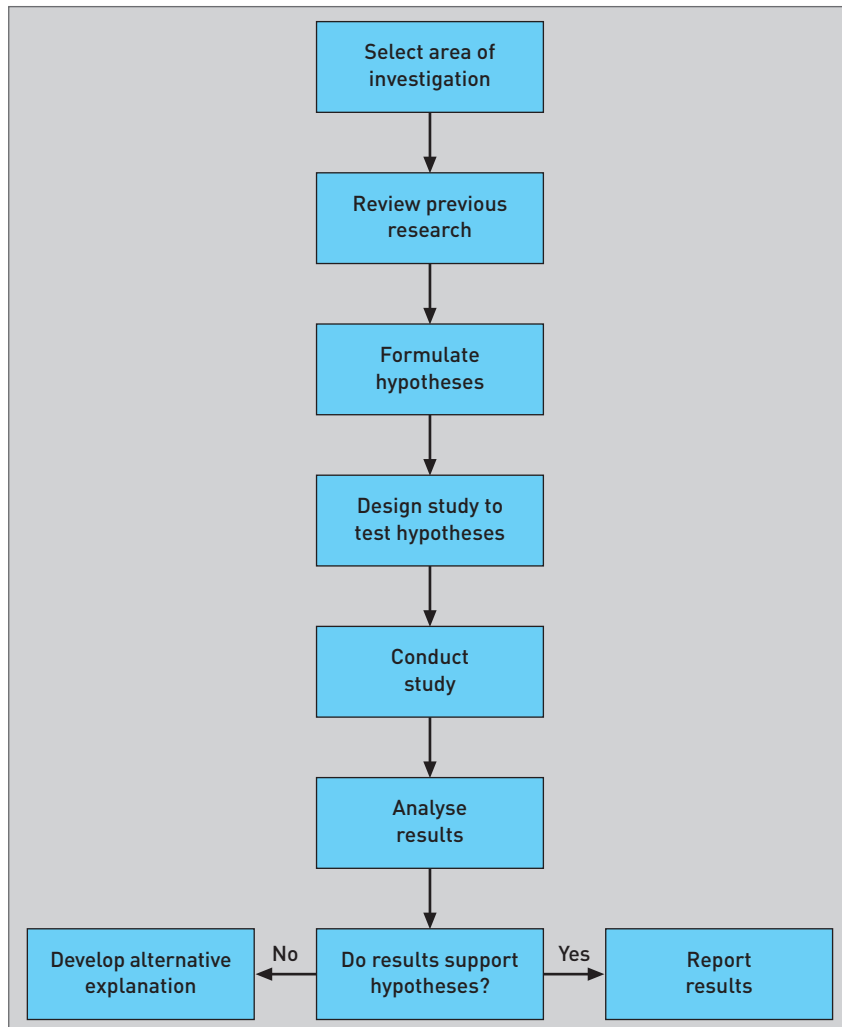 Select area of
investigation
Review previous
research
Formulate
hypotheses
Design study to
test hypotheses
Conduct
study
Analyse
results
Develop alternative
explanation
No
Do results support
hypotheses?
Yes
Report
results